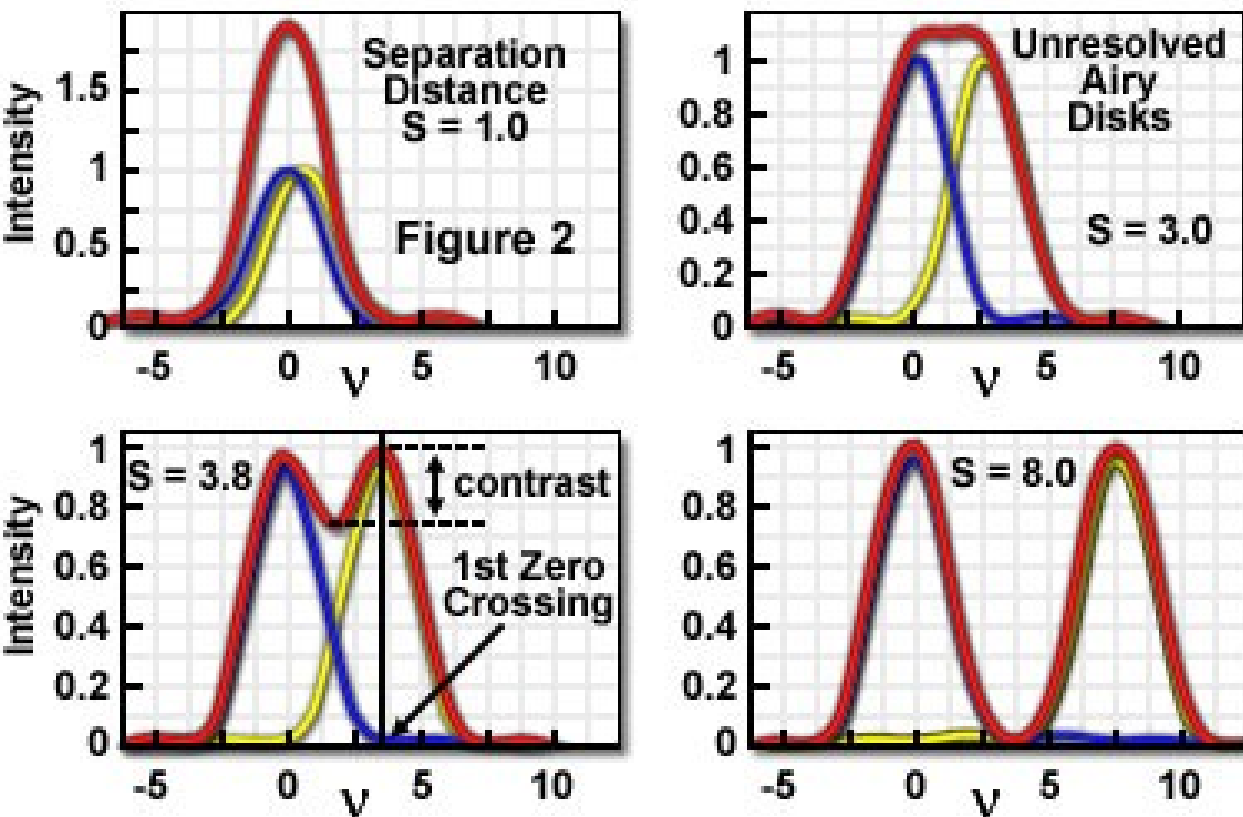 Intensity
1.5
1
0.5
0
Separation
Distance
S = 1.0
Figure 2
-5 0 5 10
ν
1
0.8
0.6
0.4
0.2
0
Unresolved
Airy
Disks
S = 3.0
-5 0 5 10
ν
Intensity
1
0.8
0.6
0.4
0.2
0
S = 3.8
contrast
1st Zero
Crossing
-5 0 5 10
ν
1
0.8
0.6
0.4
0.2
0
S = 8.0
-5 0 5 10
ν